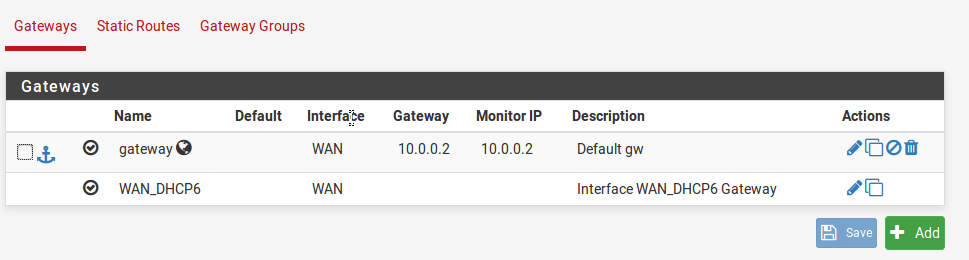 Gateways Static Routes Gateway Groups
Gateways
Name Default Interface Gateway Monitor IP Description Actions
gateway WAN 10.0.0.2 10.0.0.2 Default gw
WAN_DHCP6 WAN Interface WAN_DHCP6 Gateway
Save Add